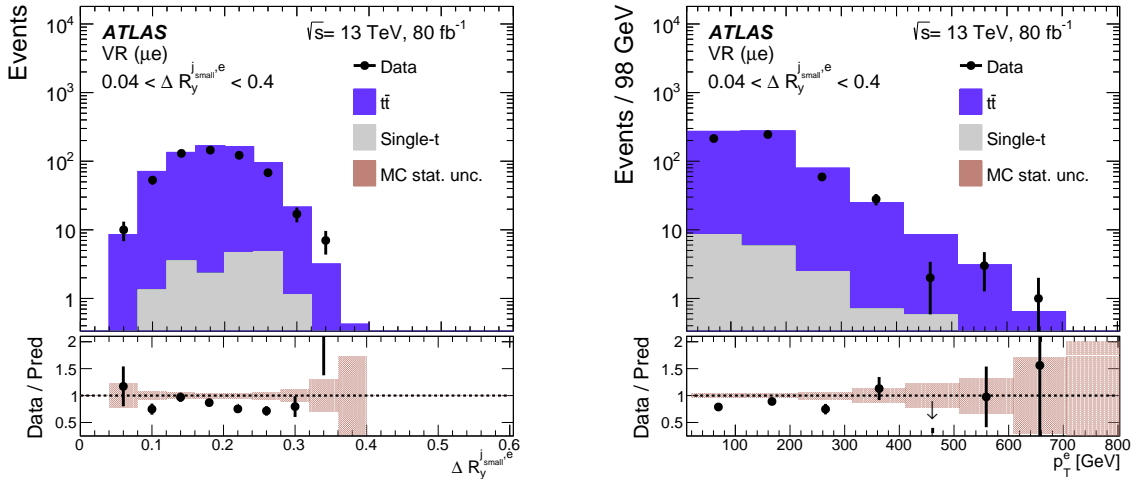 Events
10⁴
10³
10²
10
1
ATLAS
√s= 13 TeV, 80 fb⁻¹
VR (μe)
0.04 < Δ R_y^{j_small,e} < 0.4
Data
tt̄
Single-t
MC stat. unc.
Data / Pred
2
1.5
1
0.5
0 0.1 0.2 0.3 0.4 0.5 0.6
Δ R_y^{j_small,e}
Events / 98 GeV
10⁴
10³
10²
10
1
ATLAS
√s= 13 TeV, 80 fb⁻¹
VR (μe)
0.04 < Δ R_y^{j_small,e} < 0.4
Data
tt̄
Single-t
MC stat. unc.
Data / Pred
2
1.5
1
0.5
100 200 300 400 500 600 700 800
p_T^e [GeV]